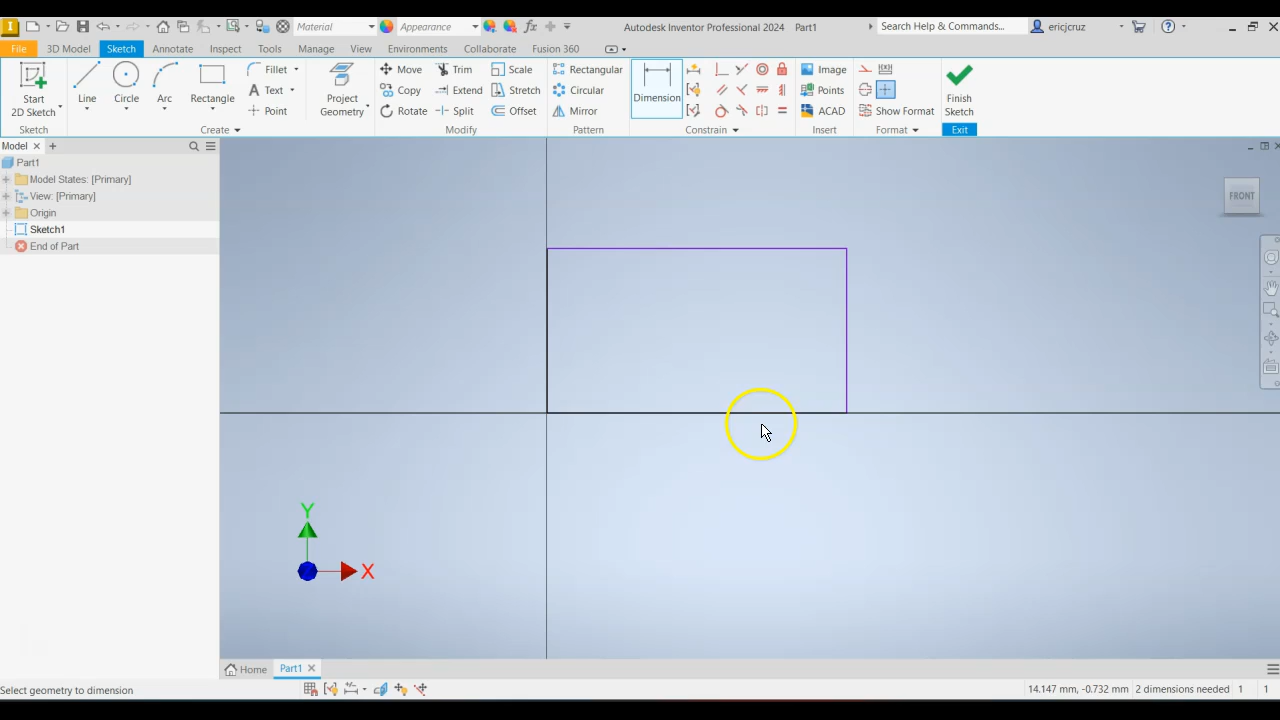 Material
Appearance
fx
Autodesk Inventor Professional 2024 Part1
Search Help & Commands...
ericjcruz
File
3D Model
Sketch
Annotate
Inspect
Tools
Manage
View
Environments
Collaborate
Fusion 360
Start
2D Sketch
Line
Circle
Arc
Rectangle
Fillet
Text
Point
Project
Geometry
Move
Trim
Scale
Copy
Extend
Stretch
Rotate
Split
Offset
Rectangular
Circular
Mirror
Dimension
Image
Points
ACAD
Show Format
Finish
Sketch
Sketch
Create
Modify
Pattern
Constrain
Insert
Format
Exit
Model
Part1
Model States: [Primary]
View: [Primary]
Origin
Sketch1
End of Part
FRONT
Y
X
Home
Part1
Select geometry to dimension
14.147 mm, -0.732 mm
2 dimensions needed
1
1